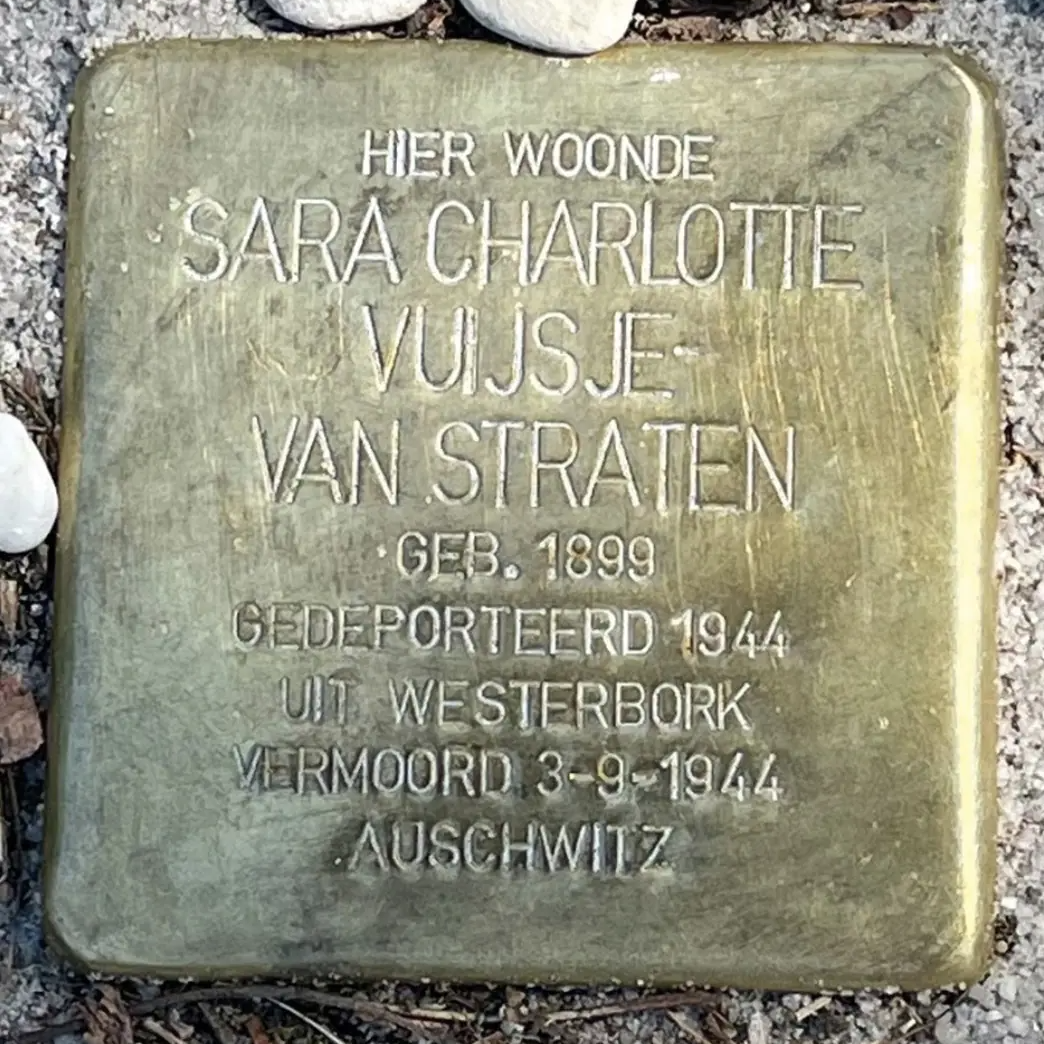 HIER WOONDE
SARA CHARLOTTE
VUIJSJE-
VAN STRATEN
GEB. 1899
GEDEPORTEERD 1944
UIT WESTERBORK
VERMOORD 3-9-1944
AUSCHWITZ